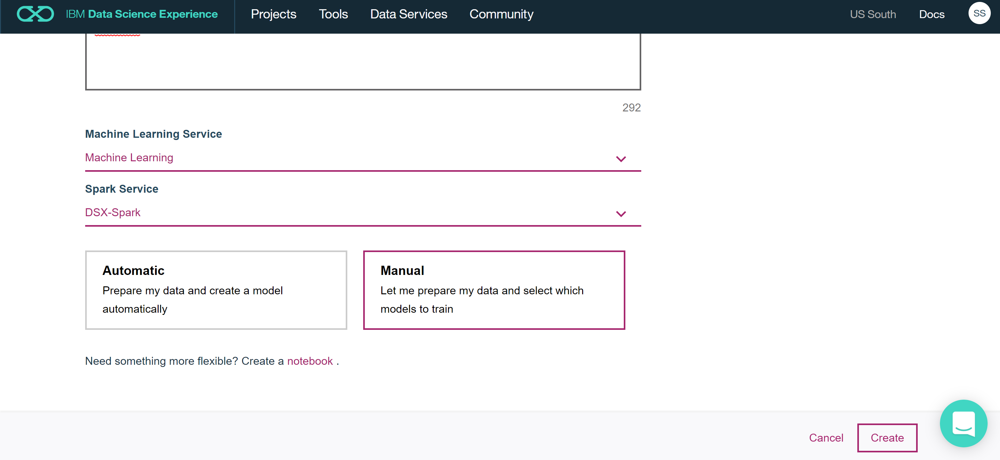 IBM Data Science Experience
Projects
Tools
Data Services
Community
US South
Docs
SS
292
Machine Learning Service
Machine Learning
Spark Service
DSX-Spark
Automatic
Prepare my data and create a model
automatically
Manual
Let me prepare my data and select which
models to train
Need something more flexible? Create a notebook .
Cancel
Create